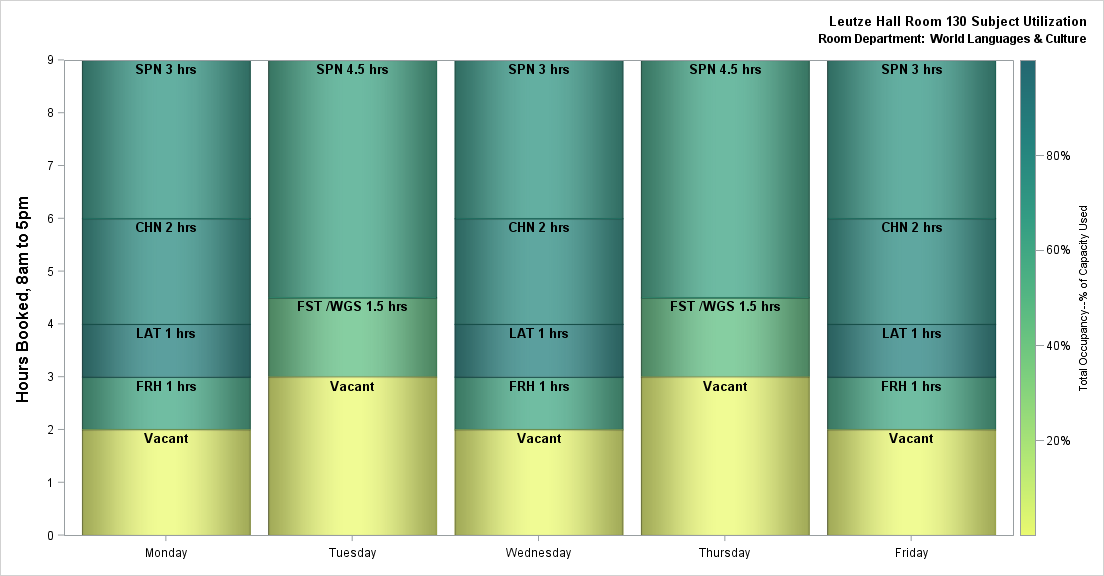 Leutze Hall Room 130 Subject Utilization
Room Department: World Languages & Culture
Hours Booked, 8am to 5pm
9
8
7
6
5
4
3
2
1
0
SPN 3 hrs
CHN 2 hrs
LAT 1 hrs
FRH 1 hrs
Vacant
SPN 4.5 hrs
FST /WGS 1.5 hrs
Vacant
SPN 3 hrs
CHN 2 hrs
LAT 1 hrs
FRH 1 hrs
Vacant
SPN 4.5 hrs
FST /WGS 1.5 hrs
Vacant
SPN 3 hrs
CHN 2 hrs
LAT 1 hrs
FRH 1 hrs
Vacant
Monday
Tuesday
Wednesday
Thursday
Friday
80%
60%
40%
20%
Total Occupancy--% of Capacity Used